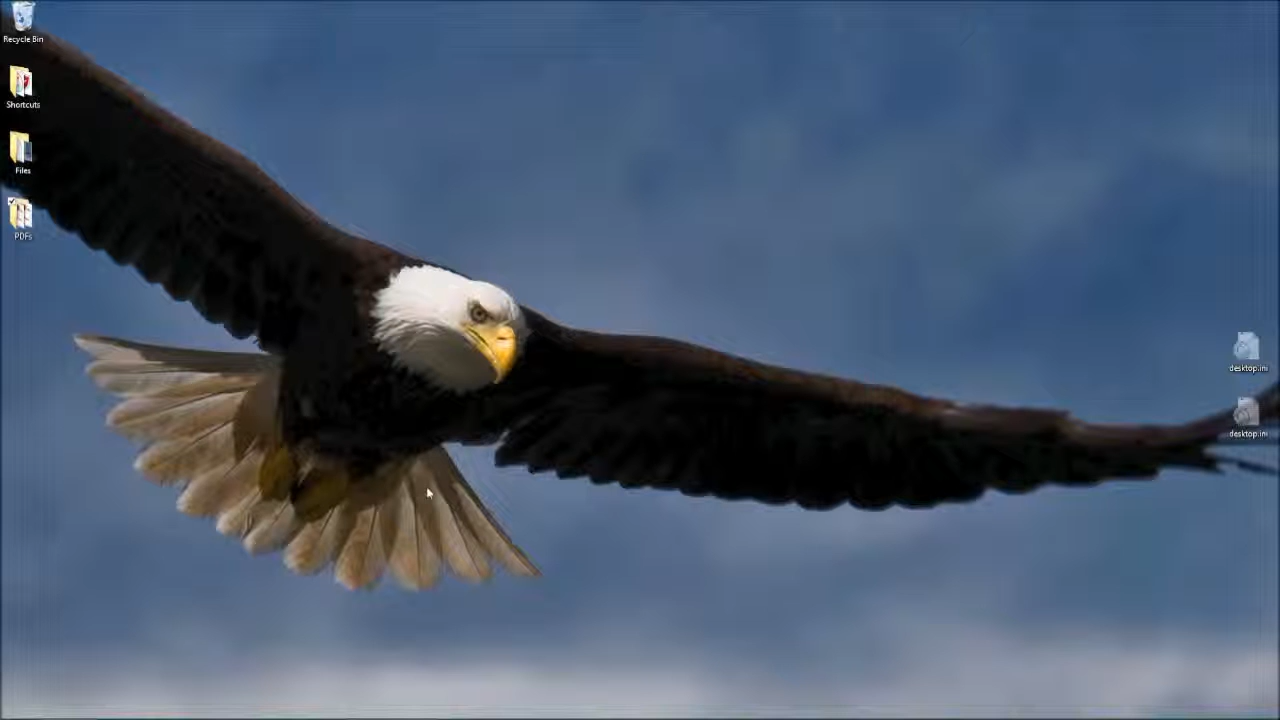 Recycle Bin
Shortcuts
Files
PDFs
desktop.ini
desktop.ini